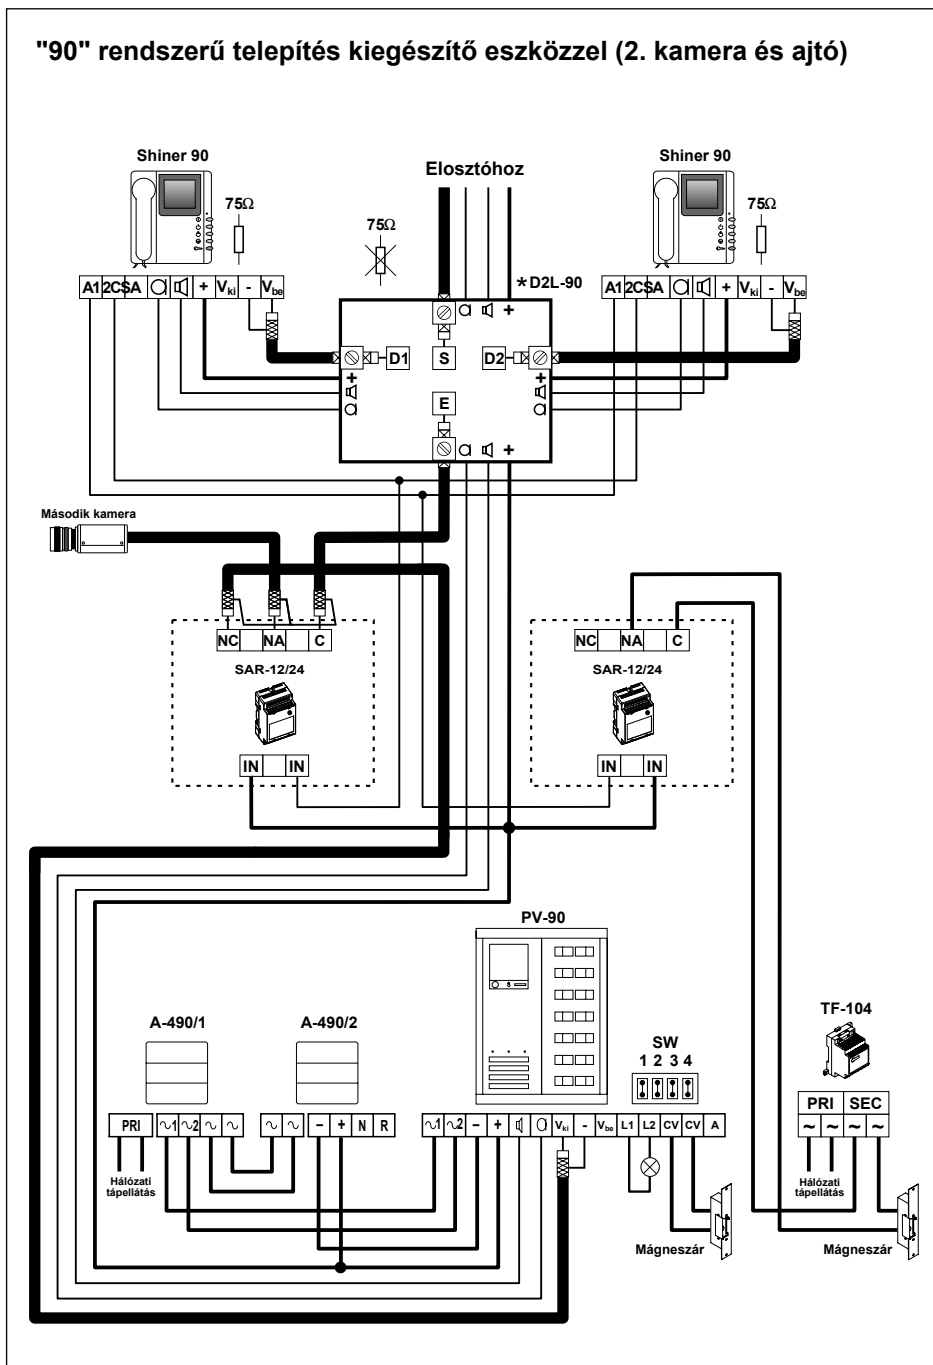 "90" rendszerű telepítés kiegészítő eszközzel (2. kamera és ajtó)
Shiner 90
Elosztóhoz
Shiner 90
75Ω
75Ω
75Ω
*D2L-90
A1 2C SA + Vki - Vbe
A1 2C SA + Vki - Vbe
+
D1 S D2
+
+
E
+
Második kamera
NC NA C
NC NA C
SAR-12/24
SAR-12/24
IN IN
IN IN
PV-90
A-490/1
A-490/2
SW
1 2 3 4
TF-104
PRI SEC
PRI ~1 ~2 ~ ~
~ ~ – + N R
~1 ~2 – + Vki - Vbe L1 L2 CV CV A
~ ~ ~ ~
Hálózati
tápellátás
Hálózati
tápellátás
Mágneszár
Mágneszár